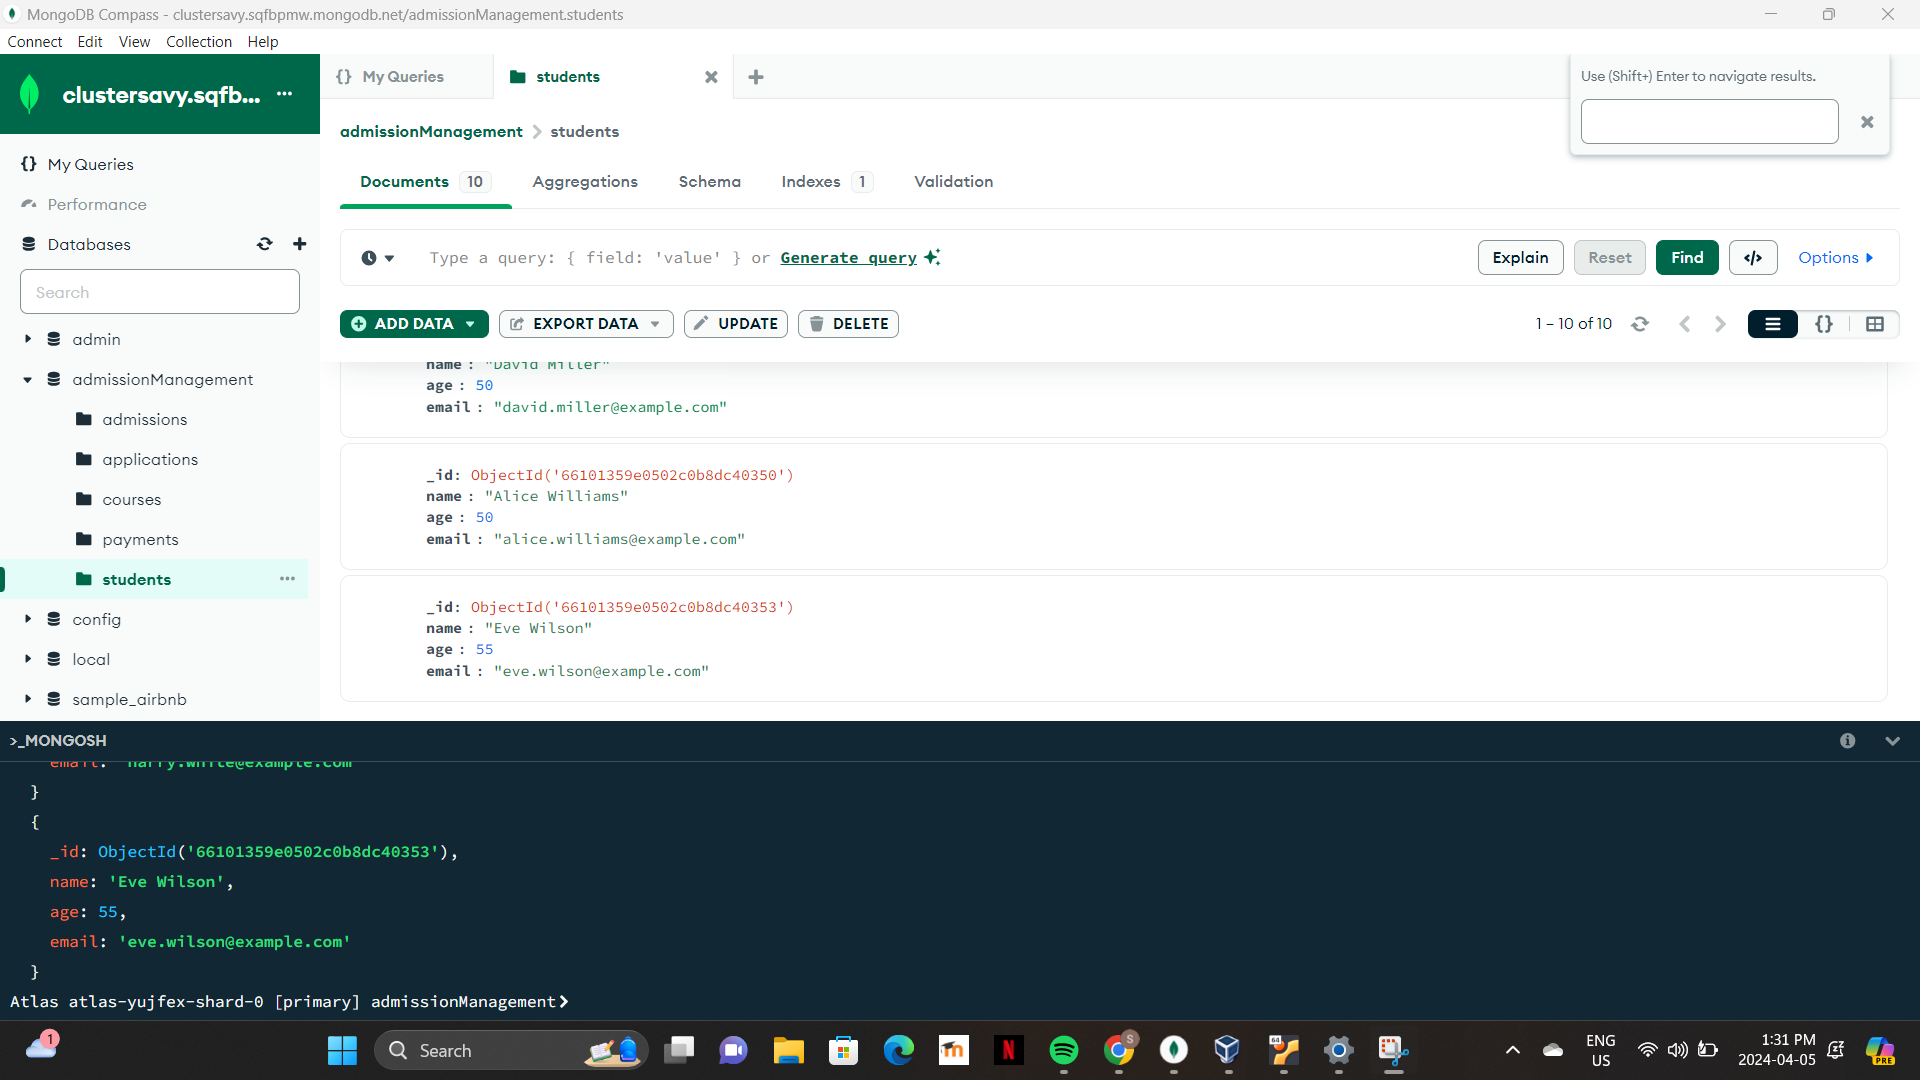 MongoDB Compass - clustersavy.sqfbpmw.mongodb.net/admissionManagement.students
Connect Edit View Collection Help
clustersavy.sqfb... ...
{} My Queries
students
Use (Shift+) Enter to navigate results.
admissionManagement > students
{} My Queries
Performance
Databases
Search
admin
admissionManagement
admissions
applications
courses
payments
students ...
config
local
sample_airbnb
Documents 10 Aggregations Schema Indexes 1 Validation
Type a query: { field: 'value' } or Generate query
Explain Reset Find </> Options
ADD DATA EXPORT DATA UPDATE DELETE
1 – 10 of 10 {}
name : "David Miller"
age : 50
email : "david.miller@example.com"
_id: ObjectId('66101359e0502c0b8dc40350')
name : "Alice Williams"
age : 50
email : "alice.williams@example.com"
_id: ObjectId('66101359e0502c0b8dc40353')
name : "Eve Wilson"
age : 55
email : "eve.wilson@example.com"
>_MONGOSH
email: 'harry.white@example.com'
}
{
_id: ObjectId('66101359e0502c0b8dc40353'),
name: 'Eve Wilson',
age: 55,
email: 'eve.wilson@example.com'
}
Atlas atlas-yujfex-shard-0 [primary] admissionManagement>
1
Search
m
N
S
64
ENG
US
1:31 PM
2024-04-05
PRE